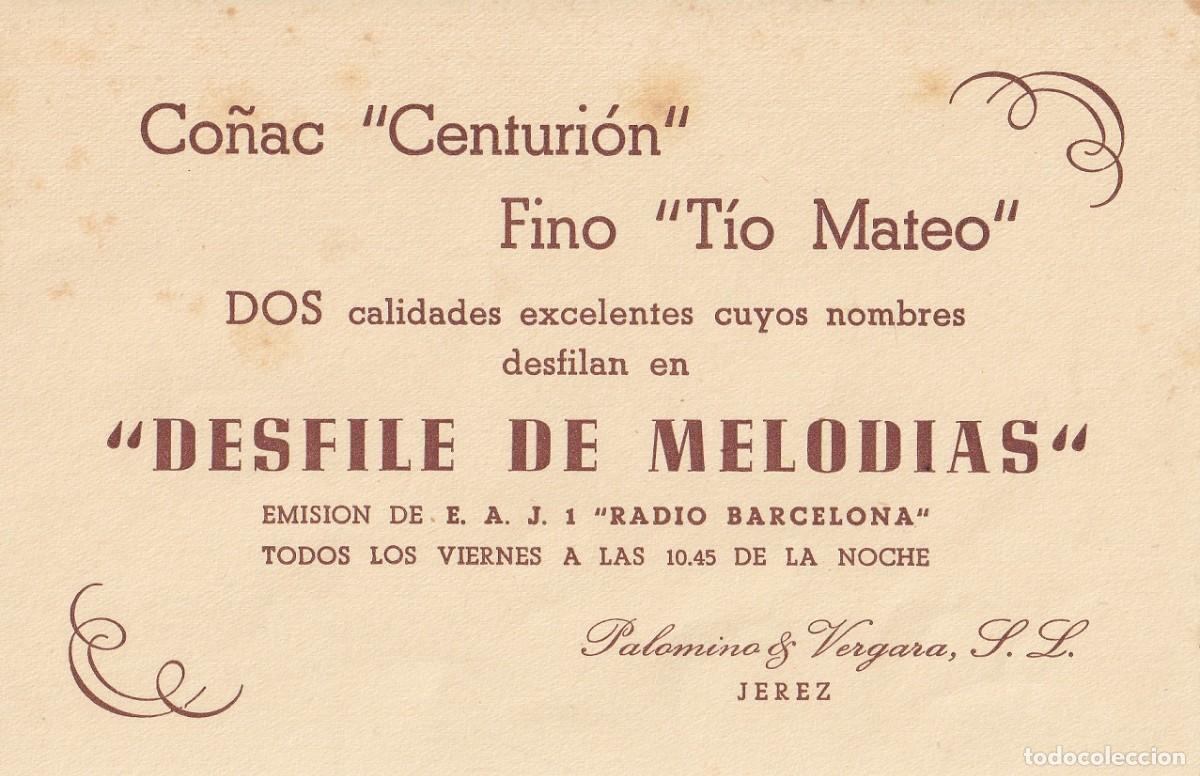 Coñac "Centurión"
Fino "Tío Mateo"
DOS calidades excelentes cuyos nombres
desfilan en
"DESFILE DE MELODIAS"
EMISION DE E. A. J. 1 "RADIO BARCELONA"
TODOS LOS VIERNES A LAS 10.45 DE LA NOCHE
Palomino & Vergara, S. L.
JEREZ
todocoleccion